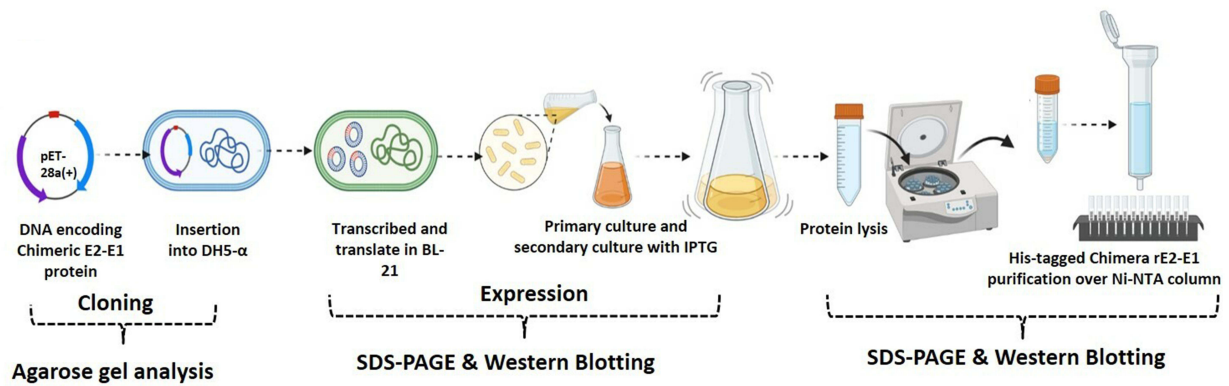 pET-
28a(+)
DNA encoding
Chimeric E2-E1
protein
Insertion
into DH5-α
Cloning
Agarose gel analysis
Transcribed and
translate in BL-
21
Primary culture and
secondary culture with IPTG
Expression
SDS-PAGE & Western Blotting
Protein lysis
His-tagged Chimera rE2-E1
purification over Ni-NTA column
SDS-PAGE & Western Blotting